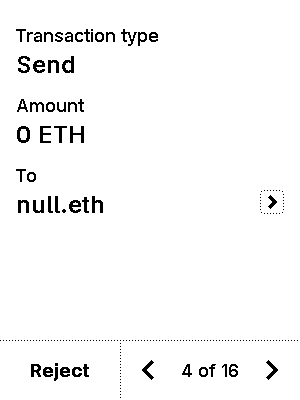 Transaction type
Send
Amount
0 ETH
To
null.eth
Reject
4 of 16